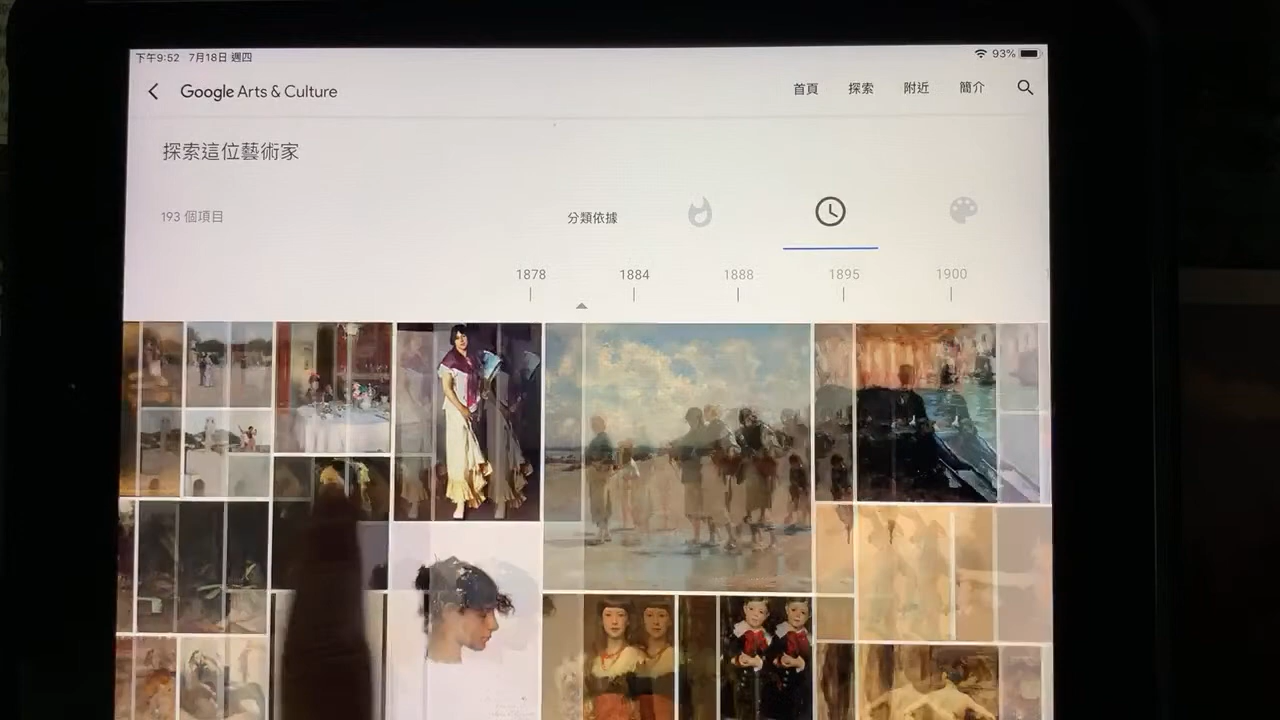 下午9:52 7月18日 週四 93%
Google Arts & Culture 首頁 探索 附近 簡介
探索這位藝術家
193 個項目 分類依據
1878 1884 1888 1895 1900